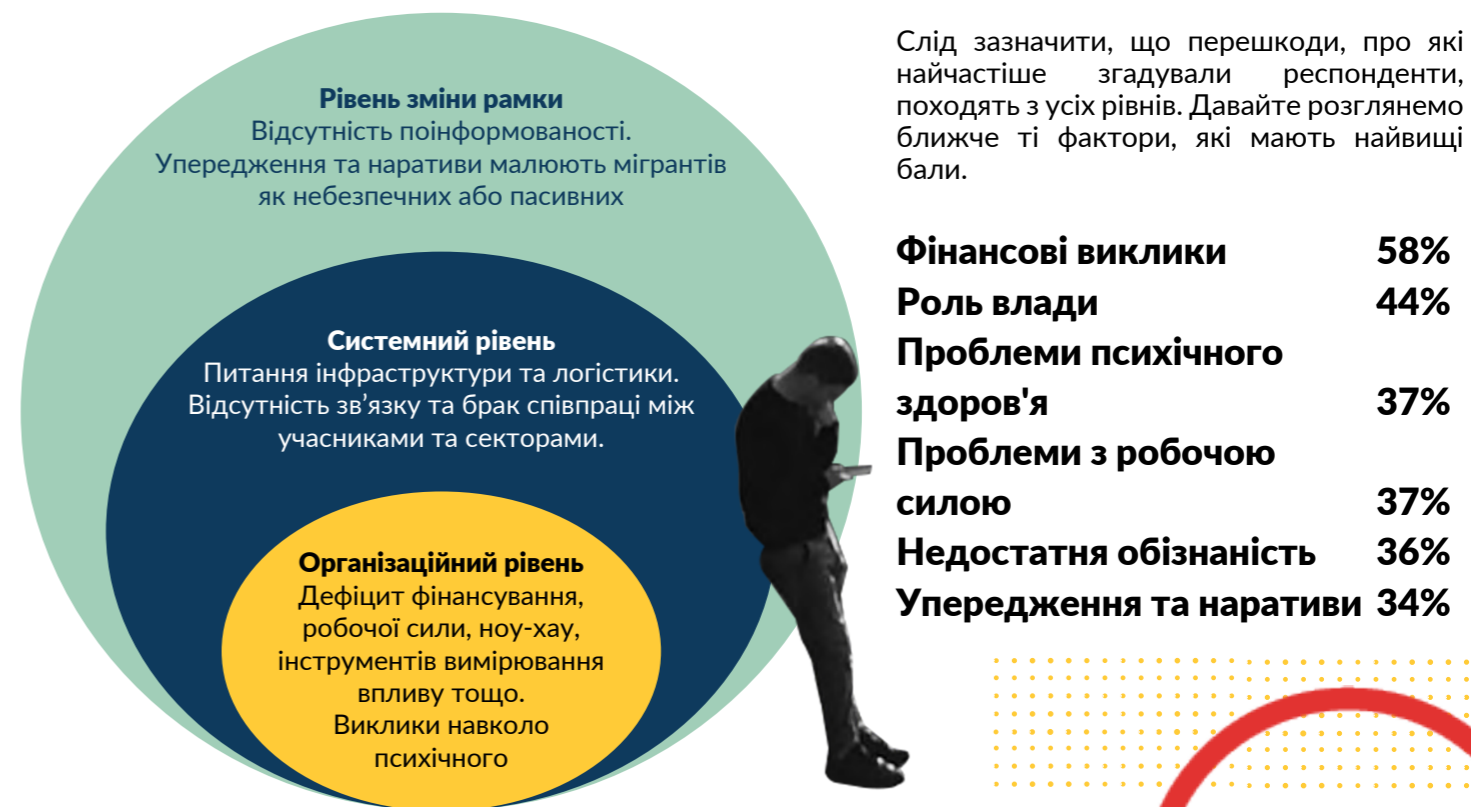 Рівень зміни рамки
Відсутність поінформованості.
Упередження та наративи малюють мігрантів
як небезпечних або пасивних
Системний рівень
Питання інфраструктури та логістики.
Відсутність зв’язку та брак співпраці між
учасниками та секторами.
Організаційний рівень
Дефіцит фінансування,
робочої сили, ноу-хау,
інструментів вимірювання
впливу тощо.
Виклики навколо
психічного
Слід зазначити, що перешкоди, про які
найчастіше згадували респонденти,
походять з усіх рівнів. Давайте розглянемо
ближче ті фактори, які мають найвищі
бали.
Фінансові виклики 58%
Роль влади 44%
Проблеми психічного
здоров'я 37%
Проблеми з робочою
силою 37%
Недостатня обізнаність 36%
Упередження та наративи 34%